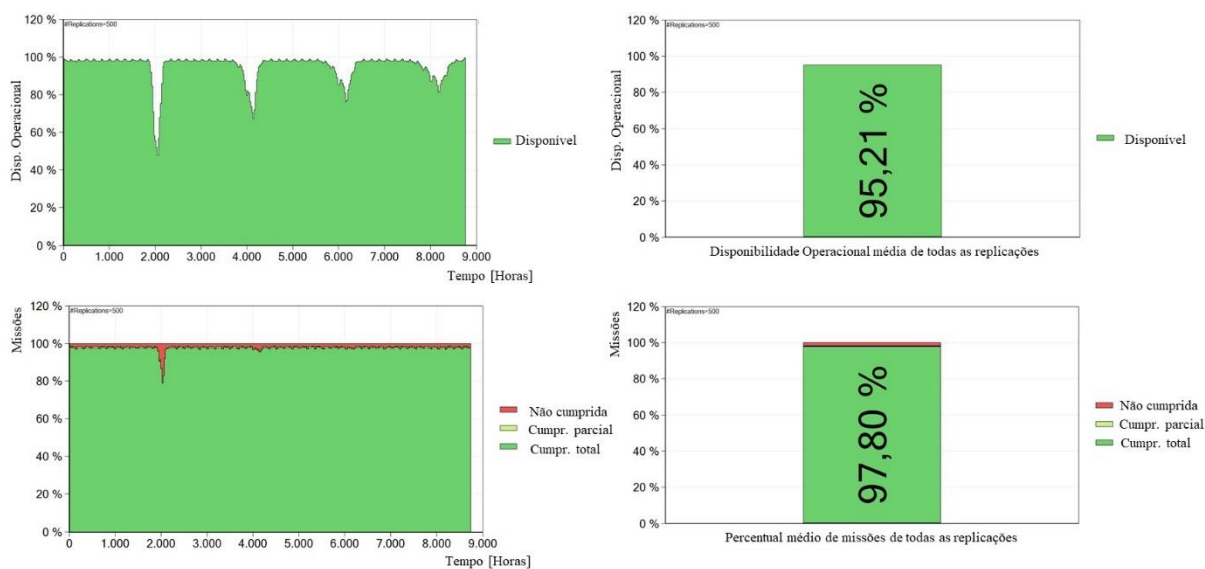 #Replications=500
120 %
100 %
80 %
60 %
40 %
20 %
0 %
Disp. Operacional
0 1.000 2.000 3.000 4.000 5.000 6.000 7.000 8.000 9.000
Tempo [Horas]
Disponível
#Replications=500
120 %
100 %
80 %
60 %
40 %
20 %
0 %
Disp. Operacional
95,21 %
Disponibilidade Operacional média de todas as replicações
Disponível
#Replications=500
120 %
100 %
80 %
60 %
40 %
20 %
0 %
Missões
0 1.000 2.000 3.000 4.000 5.000 6.000 7.000 8.000 9.000
Tempo [Horas]
Não cumprida
Cumpr. parcial
Cumpr. total
#Replications=500
120 %
100 %
80 %
60 %
40 %
20 %
0 %
Missões
97,80 %
Percentual médio de missões de todas as replicações
Não cumprida
Cumpr. parcial
Cumpr. total